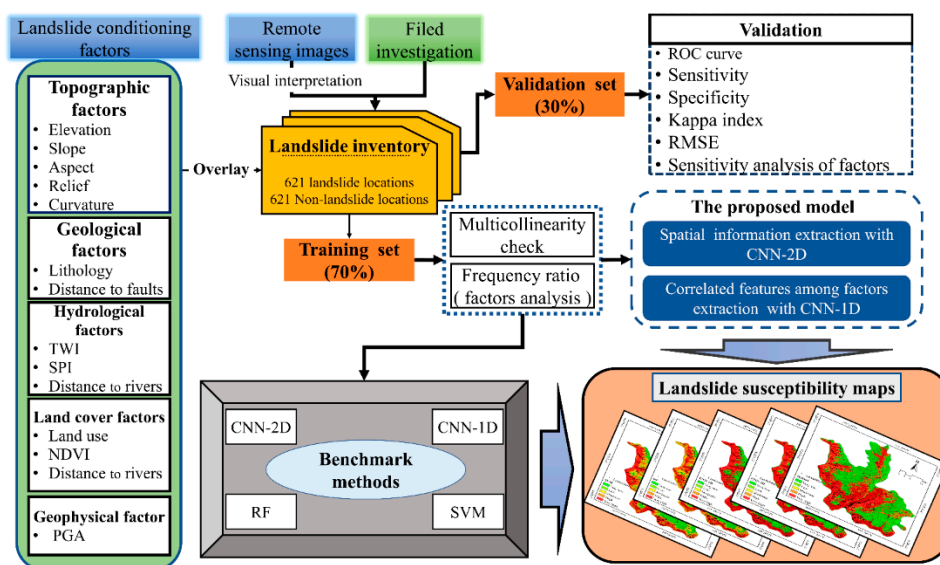 Landslide conditioning
factors
Topographic
factors
• Elevation
• Slope
• Aspect
• Relief
• Curvature
Geological
factors
• Lithology
• Distance to faults
Hydrological
factors
• TWI
• SPI
• Distance to rivers
Land cover factors
• Land use
• NDVI
• Distance to rivers
Geophysical factor
• PGA
Overlay
Remote
sensing images
Filed
investigation
Visual interpretation
Landslide inventory
621 landslide locations
621 Non-landslide locations
Validation set
(30%)
Validation
• ROC curve
• Sensitivity
• Specificity
• Kappa index
• RMSE
• Sensitivity analysis of factors
Training set
(70%)
Multicollinearity
check
Frequency ratio
( factors analysis )
The proposed model
Spatial information extraction with
CNN-2D
Correlated features among factors
extraction with CNN-1D
CNN-2D
CNN-1D
Benchmark
methods
RF
SVM
Landslide susceptibility maps